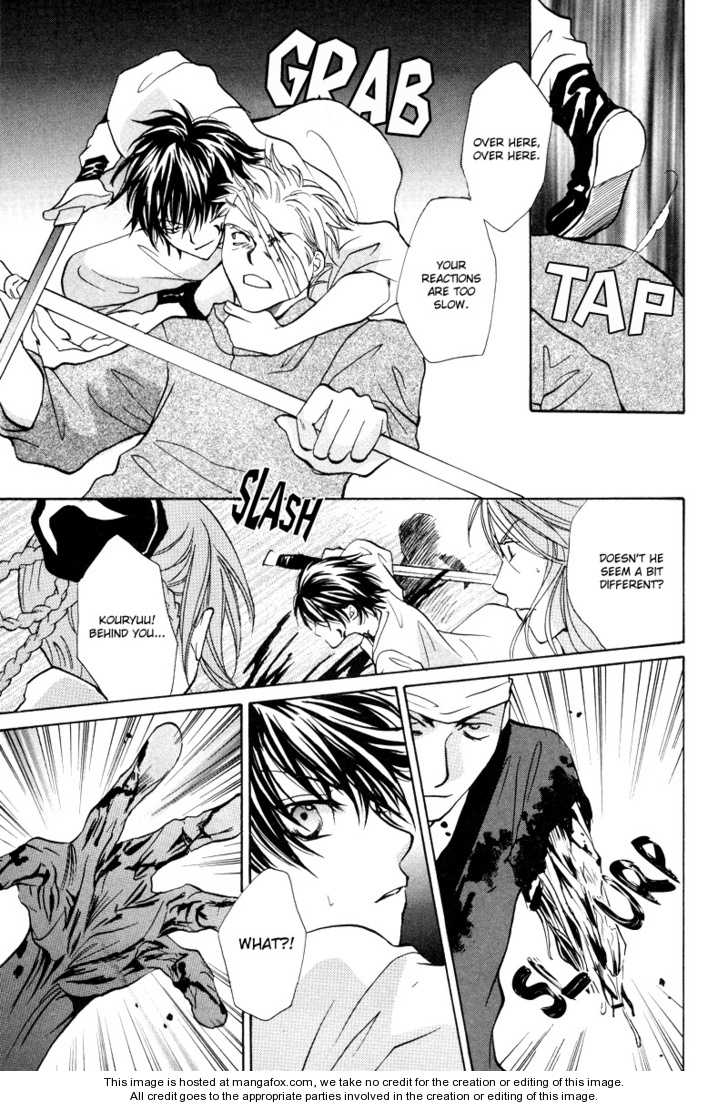 TAP
OVER HERE,
OVER HERE.
GRAB
YOUR
REACTIONS
ARE TOO
SLOW.
DOESN'T HE
SEEM A BIT
DIFFERENT?
SLASH
KOURYUU!
BEHIND YOU...
SLURP
WHAT?!
This image is hosted at mangafox.com, we take no credit for the creation or editing of this image.
All credit goes to the appropriate parties involved in the creation or editing of this image.